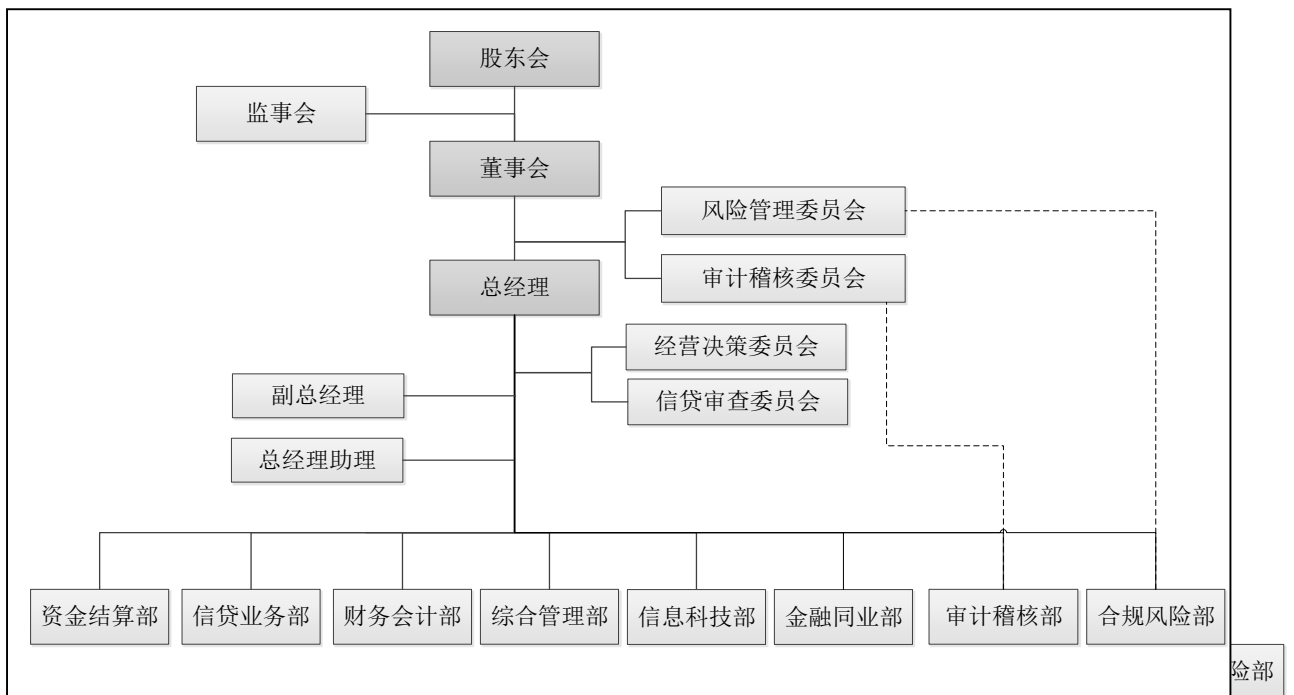 股东会
监事会
董事会
风险管理委员会
总经理
审计稽核委员会
经营决策委员会
副总经理
信贷审查委员会
总经理助理
资金结算部
信贷业务部
财务会计部
综合管理部
信息科技部
金融同业部
审计稽核部
合规风险部
险部